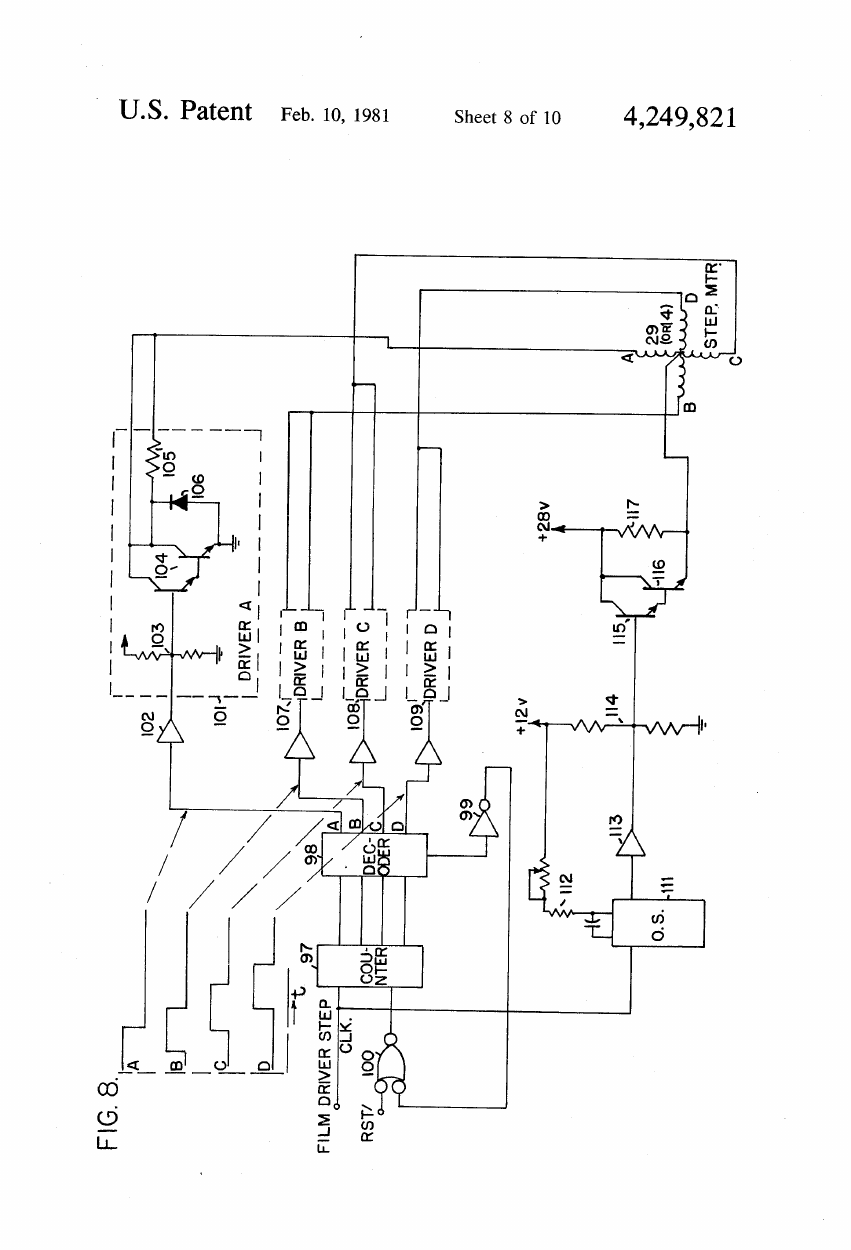 U.S. Patent Feb. 10, 1981 Sheet 8 of 10 4,249,821
FIG. 8.
A
B
C
D
t
FILM DRIVER STEP
CLK.
RST/
100
97
COU-
NTER
98
DEC-
ODER
A
B
C
D
99
102
107
108
109
101
DRIVER A
103
104
105
106
DRIVER B
DRIVER C
DRIVER D
O.S.
111
112
113
+12v
114
115
116
+28v
117
A
B
C
D
29
(OR 14)
STEP. MTR.